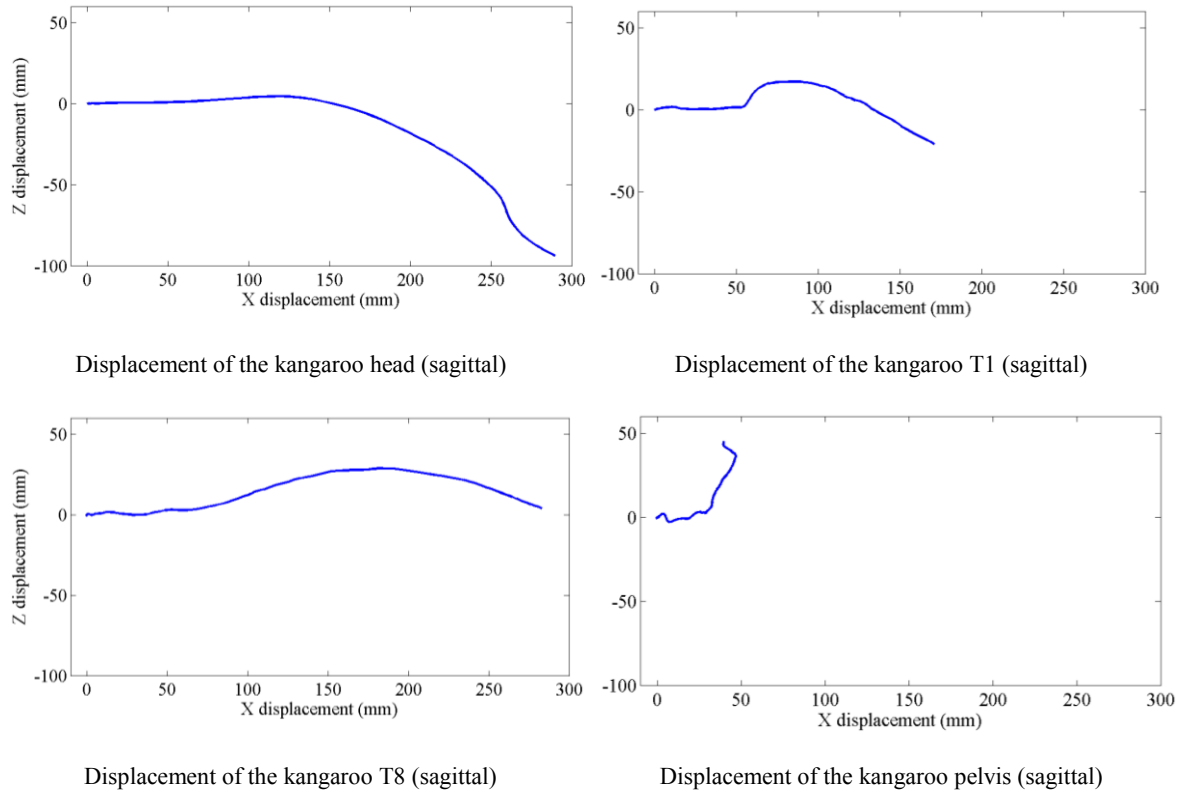 50
0
-50
-100
Z displacement (mm)
0 50 100 150 200 250 300
X displacement (mm)
Displacement of the kangaroo head (sagittal)
50
0
-50
-100
0 50 100 150 200 250 300
X displacement (mm)
Displacement of the kangaroo T1 (sagittal)
50
0
-50
-100
Z displacement (mm)
0 50 100 150 200 250 300
X displacement (mm)
Displacement of the kangaroo T8 (sagittal)
50
0
-50
-100
0 50 100 150 200 250 300
X displacement (mm)
Displacement of the kangaroo pelvis (sagittal)